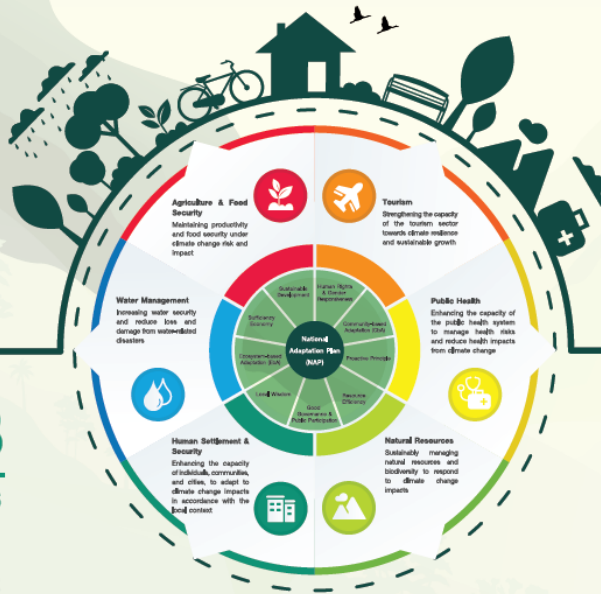 Agriculture & Food
Security
Maintaining productivity
and food security under
climate change risk and
impact
Tourism
Strengthening the capacity
of the tourism sector
towards climate resilience
and sustainable growth
Water Management
Increasing water security
and reduce loss and
damage from water-related
disasters
Public Health
Enhancing the capacity of
the public health system
to manage health risks
and reduce health impacts
from climate change
Human Settlement &
Security
Enhancing the capacity
of individuals, communities,
and cities, to adapt to
climate change impacts
in accordance with the
local context
Natural Resources
Sustainably managing
natural resources and
biodiversity to respond
to climate change
impacts
Sustainable
Development
Human Rights
& Gender
Responsiveness
Sufficiency
Economy
Community-based
Adaptation (CbA)
National
Adaptation Plan
(NAP)
Ecosystem-based
Adaptation (EbA)
Proactive Principle
Local Wisdom
Resource
Efficiency
Good
Governance
& Public Participation